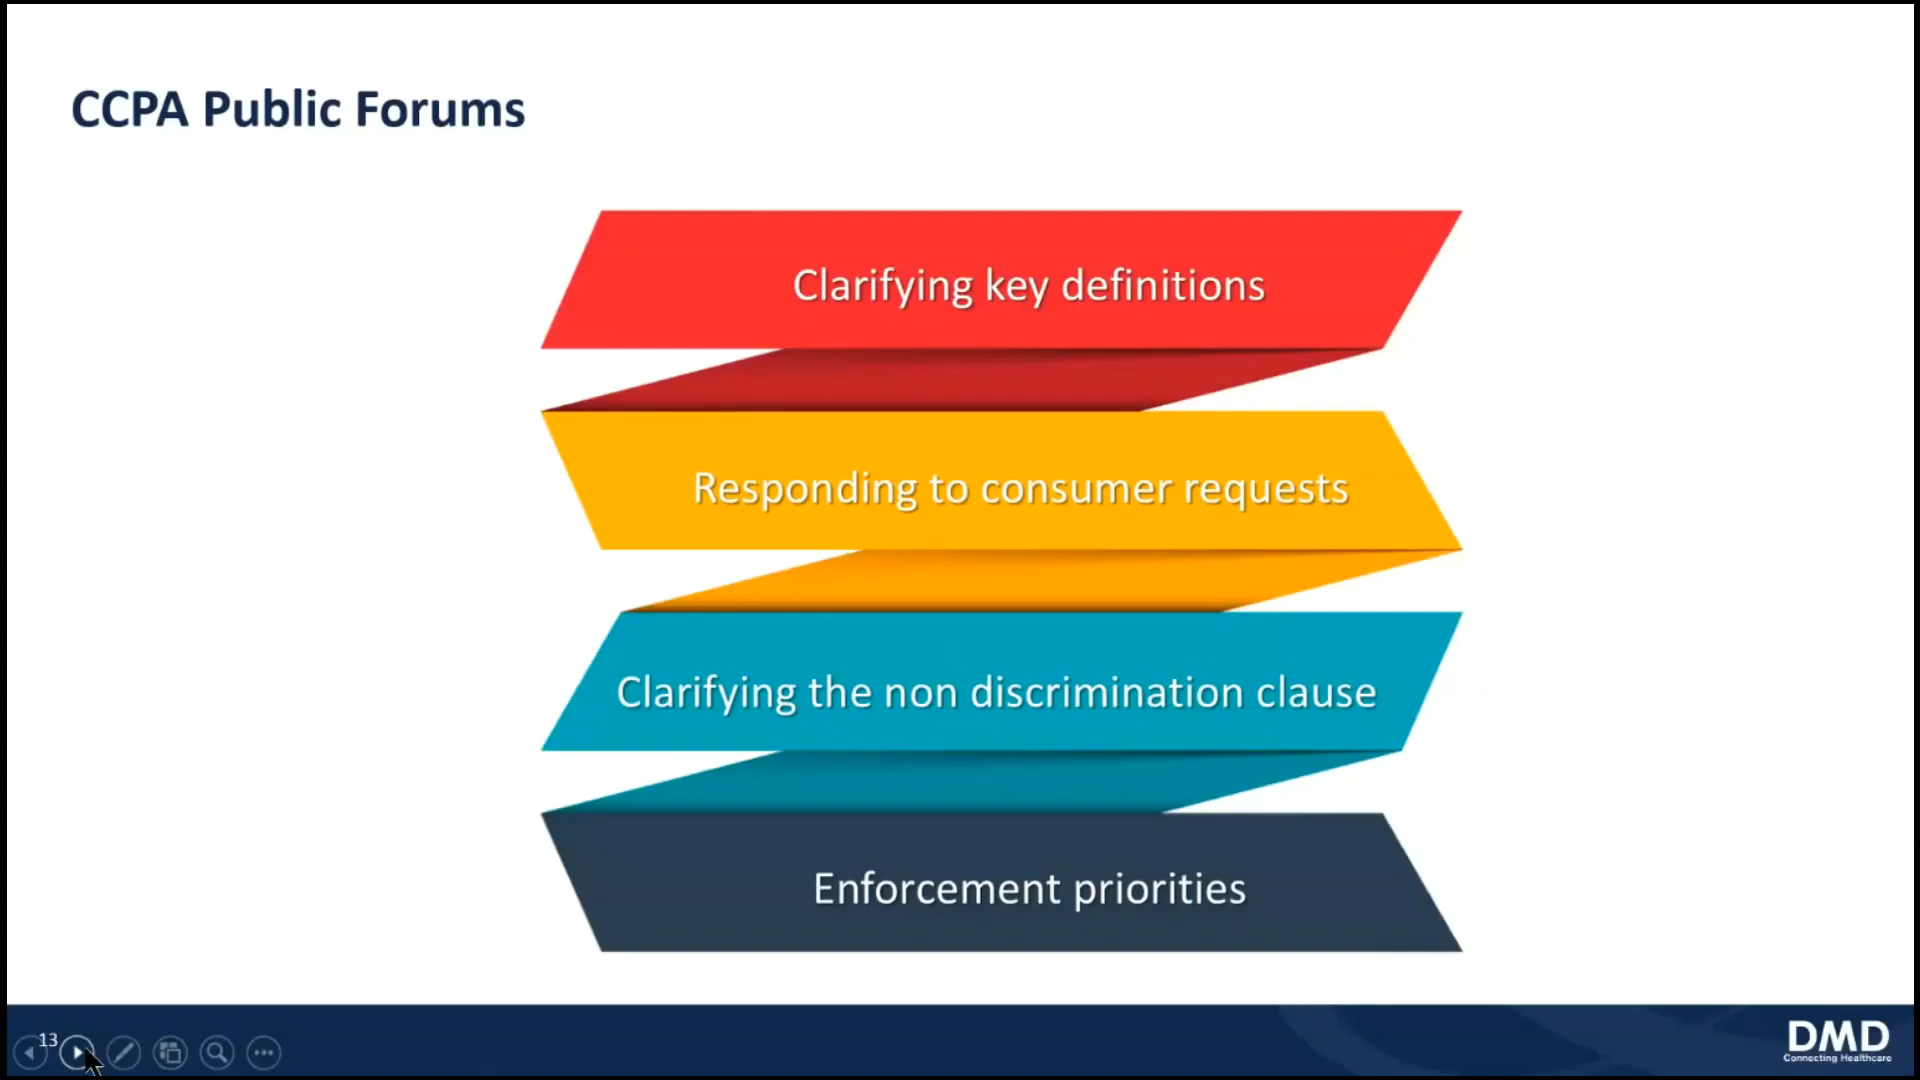 CCPA Public Forums
Clarifying key definitions
Responding to consumer requests
Clarifying the non discrimination clause
Enforcement priorities
13
DMD
Connecting Healthcare